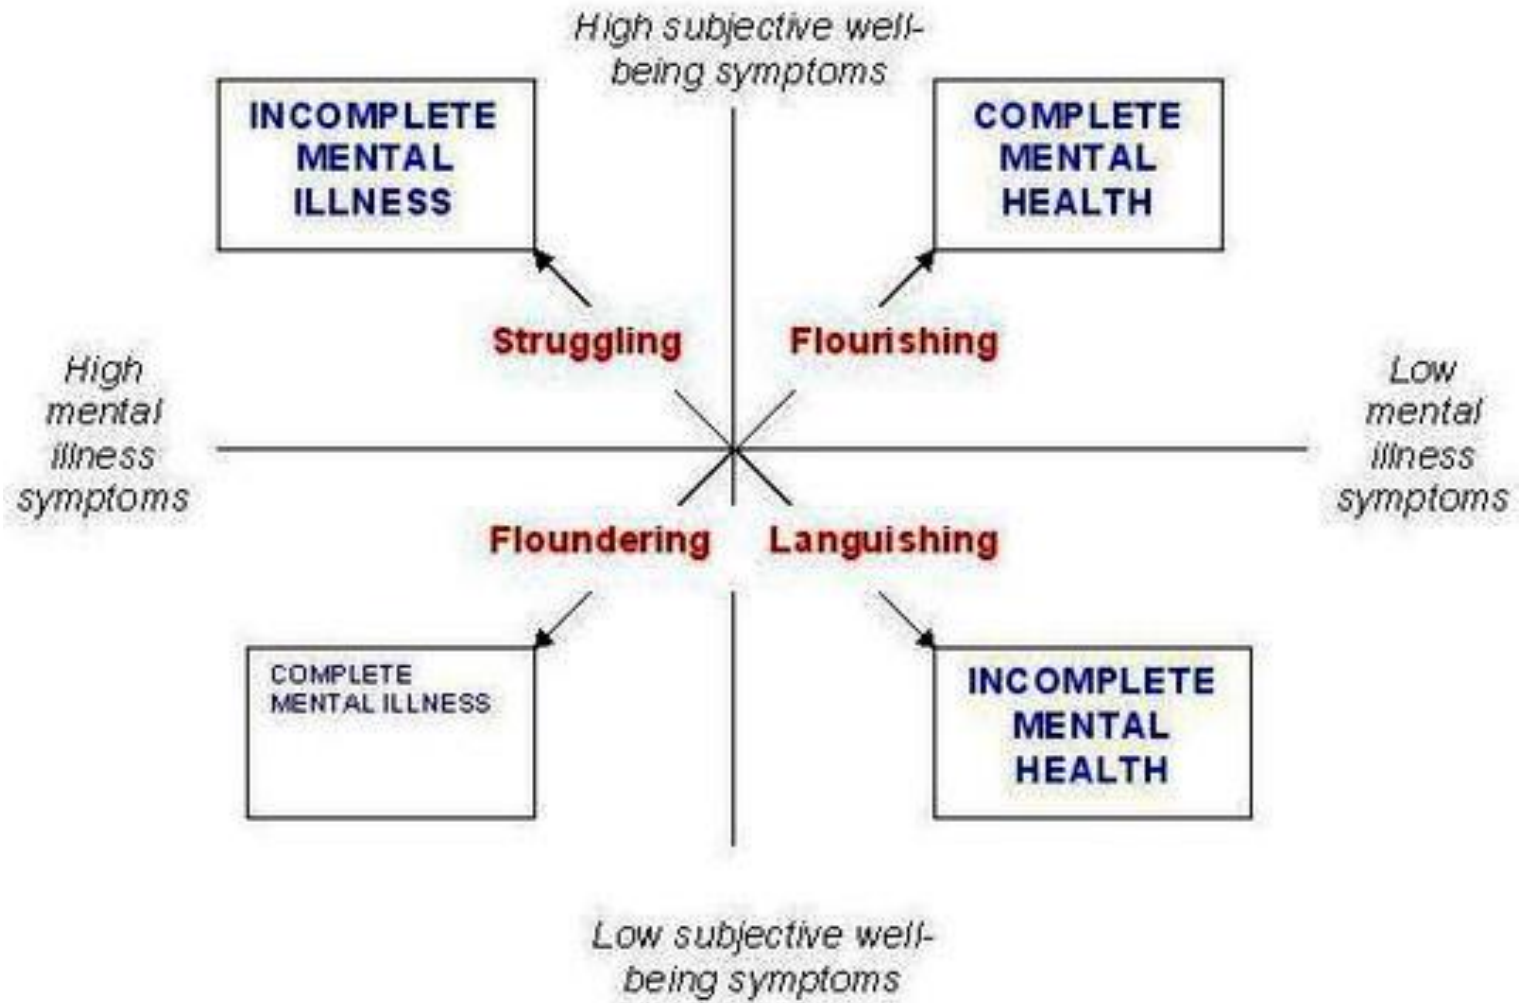 High subjective well-
being symptoms
INCOMPLETE
MENTAL
ILLNESS
COMPLETE
MENTAL
HEALTH
Struggling
Flourishing
High
mental
illness
symptoms
Low
mental
illness
symptoms
Floundering
Languishing
COMPLETE
MENTAL ILLNESS
INCOMPLETE
MENTAL
HEALTH
Low subjective well-
being symptoms